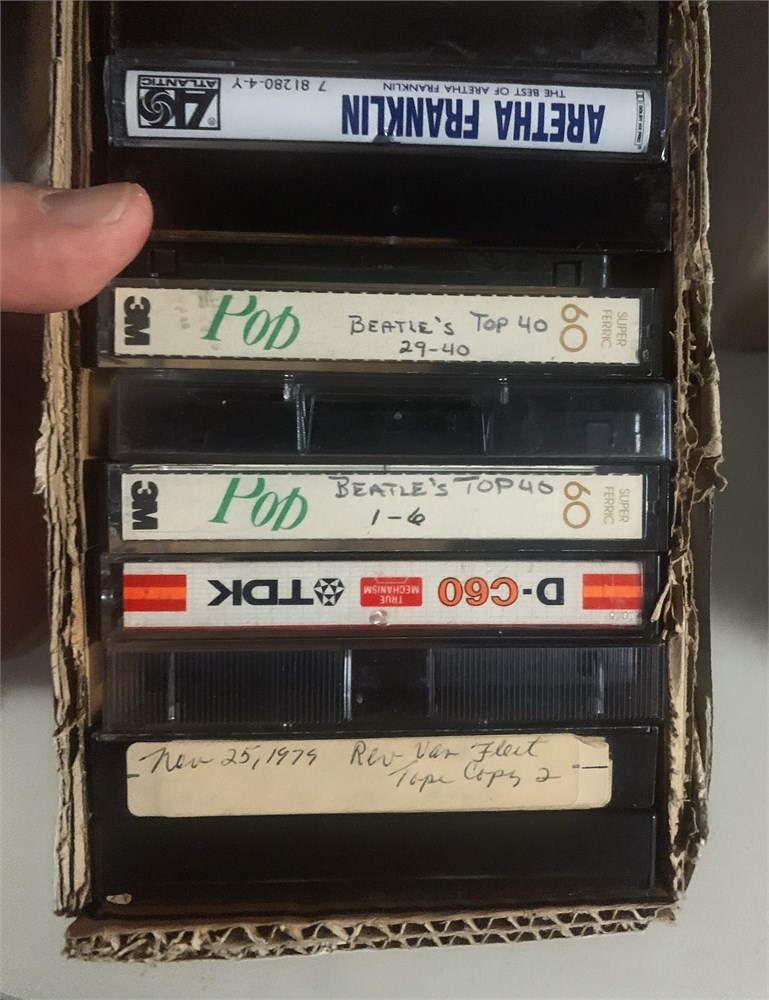 ARETHA FRANKLIN
THE BEST OF ARETHA FRANKLIN
7 81280-4-Y
ATLANTIC
3M
POD
BEATLE'S TOP 40
29-40
60
SUPER
FERRIC
3M
POD
BEATLE'S TOP 40
1-6
60
SUPER
FERRIC
D-C60
TRUE
MECHANISM
TDK
Nov 25, 1979 Rev Van Fleet
Tape Copy 2